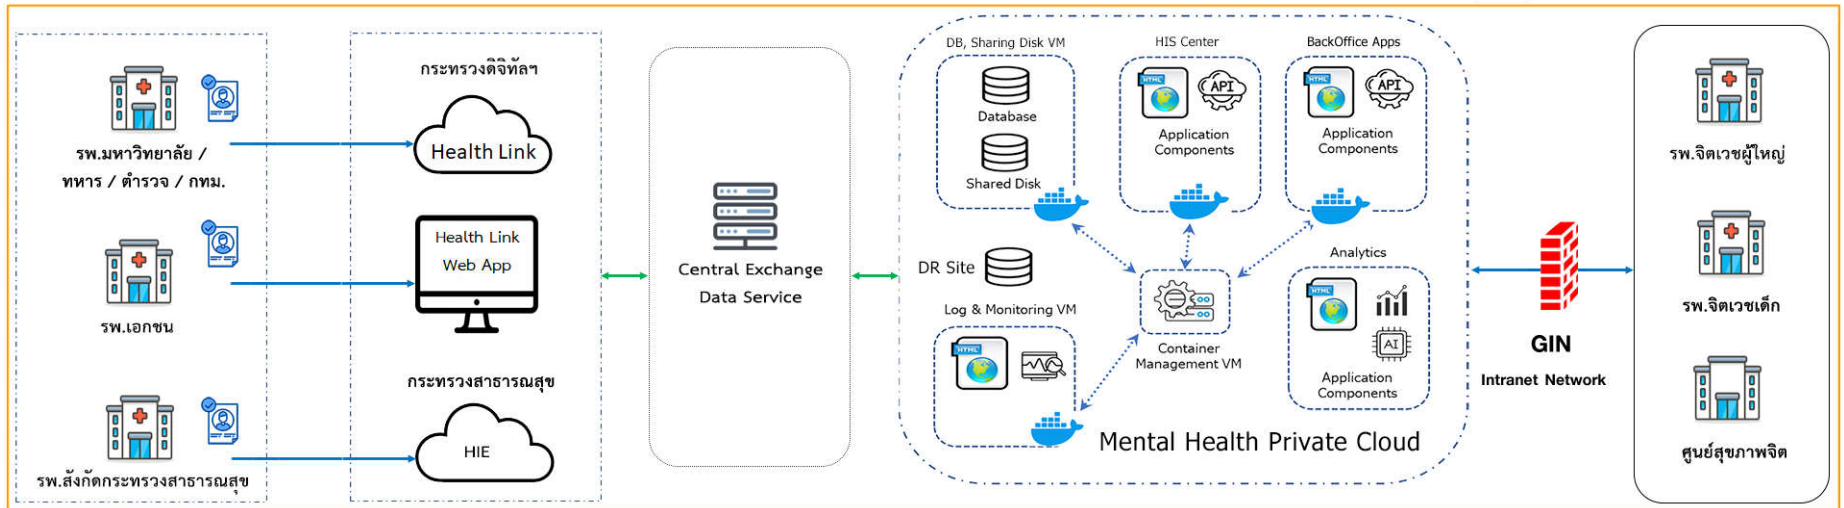 รพ.มหาวิทยาลัย /
ทหาร / ตำรวจ / กทม.
รพ.เอกชน
รพ.สังกัดกระทรวงสาธารณสุข
กระทรวงดิจิทัลฯ
Health Link
Health Link
Web App
กระทรวงสาธารณสุข
HIE
Central Exchange
Data Service
DB, Sharing Disk VM
Database
Shared Disk
HIS Center
HTML
API
Application
Components
BackOffice Apps
HTML
API
Application
Components
DR Site
Log & Monitoring VM
HTML
Container
Management VM
Analytics
HTML
AI
Application
Components
Mental Health Private Cloud
GIN
Intranet Network
รพ.จิตเวชผู้ใหญ่
รพ.จิตเวชเด็ก
ศูนย์สุขภาพจิต